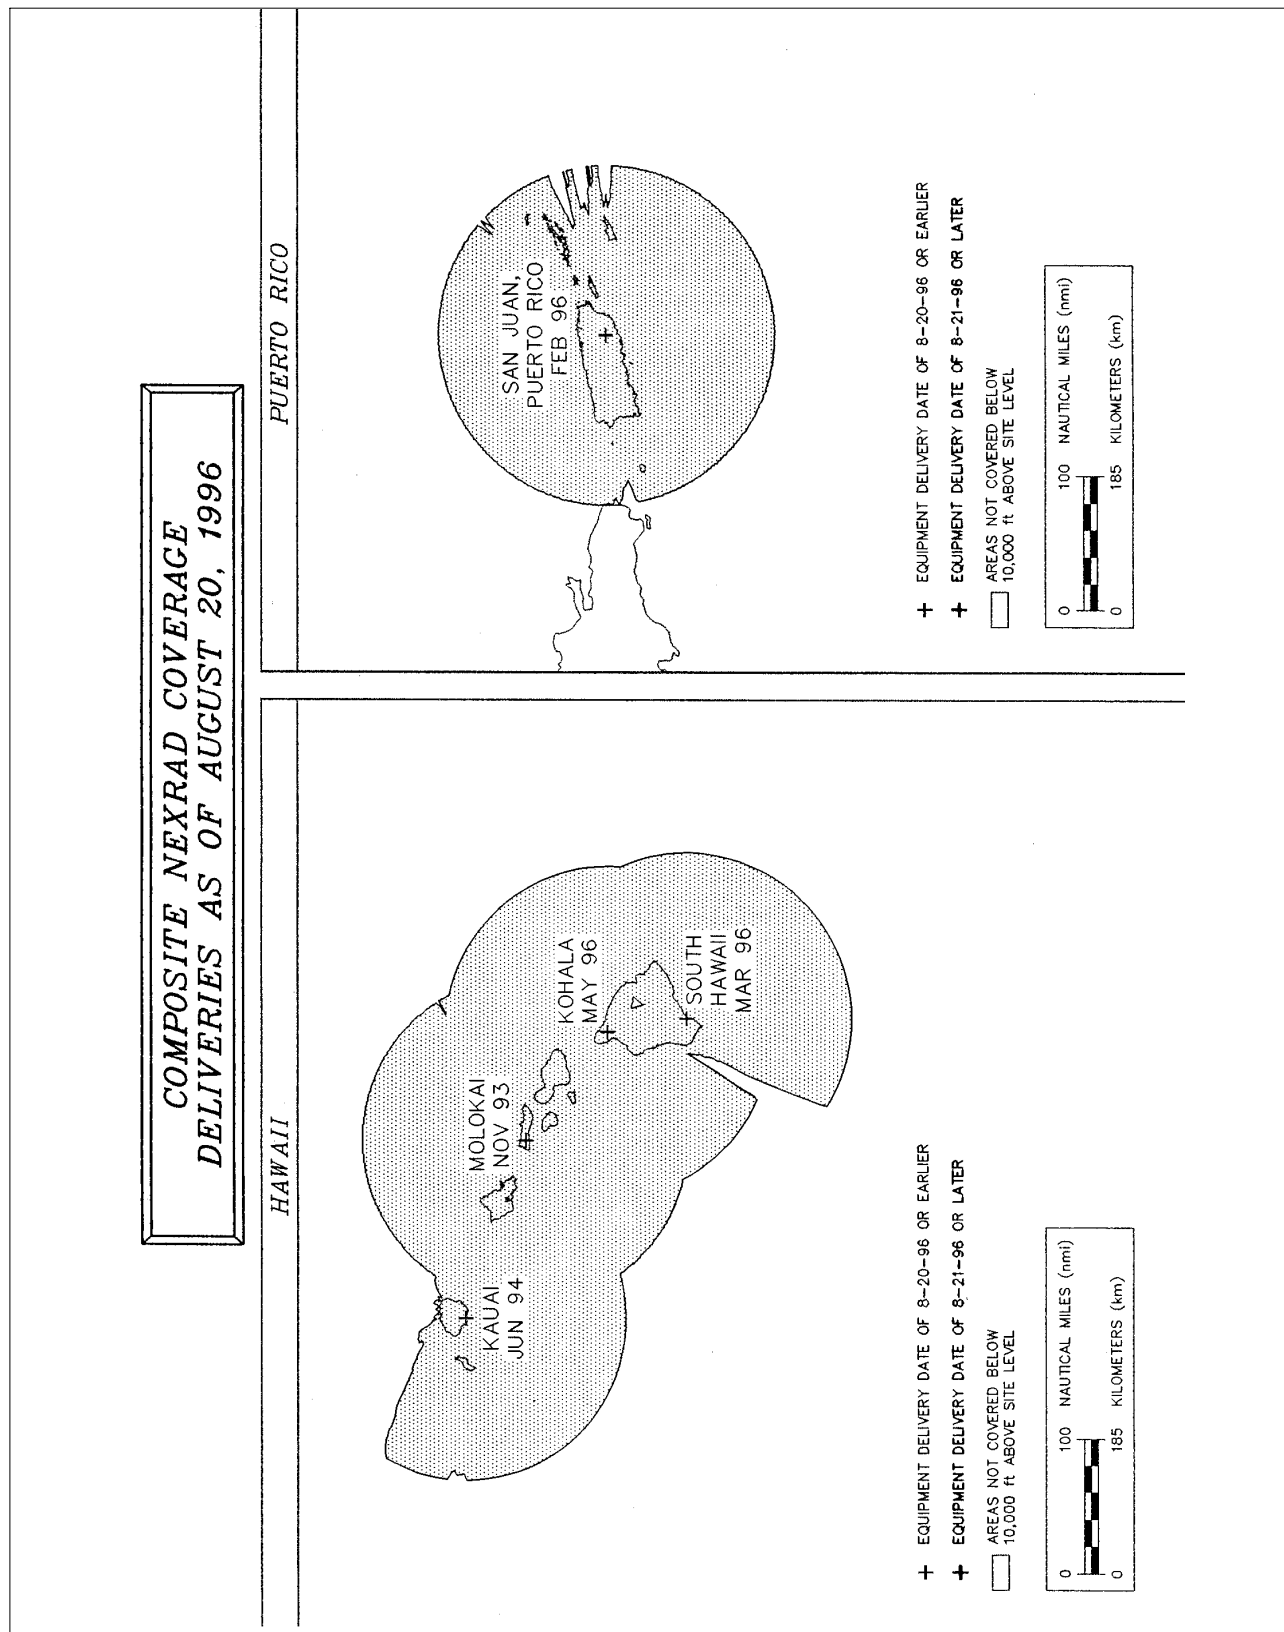 COMPOSITE NEXRAD COVERAGE
DELIVERIES AS OF AUGUST 20, 1996
HAWAII
KAUAI
JUN 94
MOLOKAI
NOV 93
KOHALA
MAY 96
SOUTH
HAWAII
MAR 96
+ EQUIPMENT DELIVERY DATE OF 8-20-96 OR EARLIER
+ EQUIPMENT DELIVERY DATE OF 8-21-96 OR LATER
AREAS NOT COVERED BELOW
10,000 ft ABOVE SITE LEVEL
0 100 NAUTICAL MILES (nmi)
0 185 KILOMETERS (km)
PUERTO RICO
SAN JUAN,
PUERTO RICO
FEB 96
+ EQUIPMENT DELIVERY DATE OF 8-20-96 OR EARLIER
+ EQUIPMENT DELIVERY DATE OF 8-21-96 OR LATER
AREAS NOT COVERED BELOW
10,000 ft ABOVE SITE LEVEL
0 100 NAUTICAL MILES (nmi)
0 185 KILOMETERS (km)